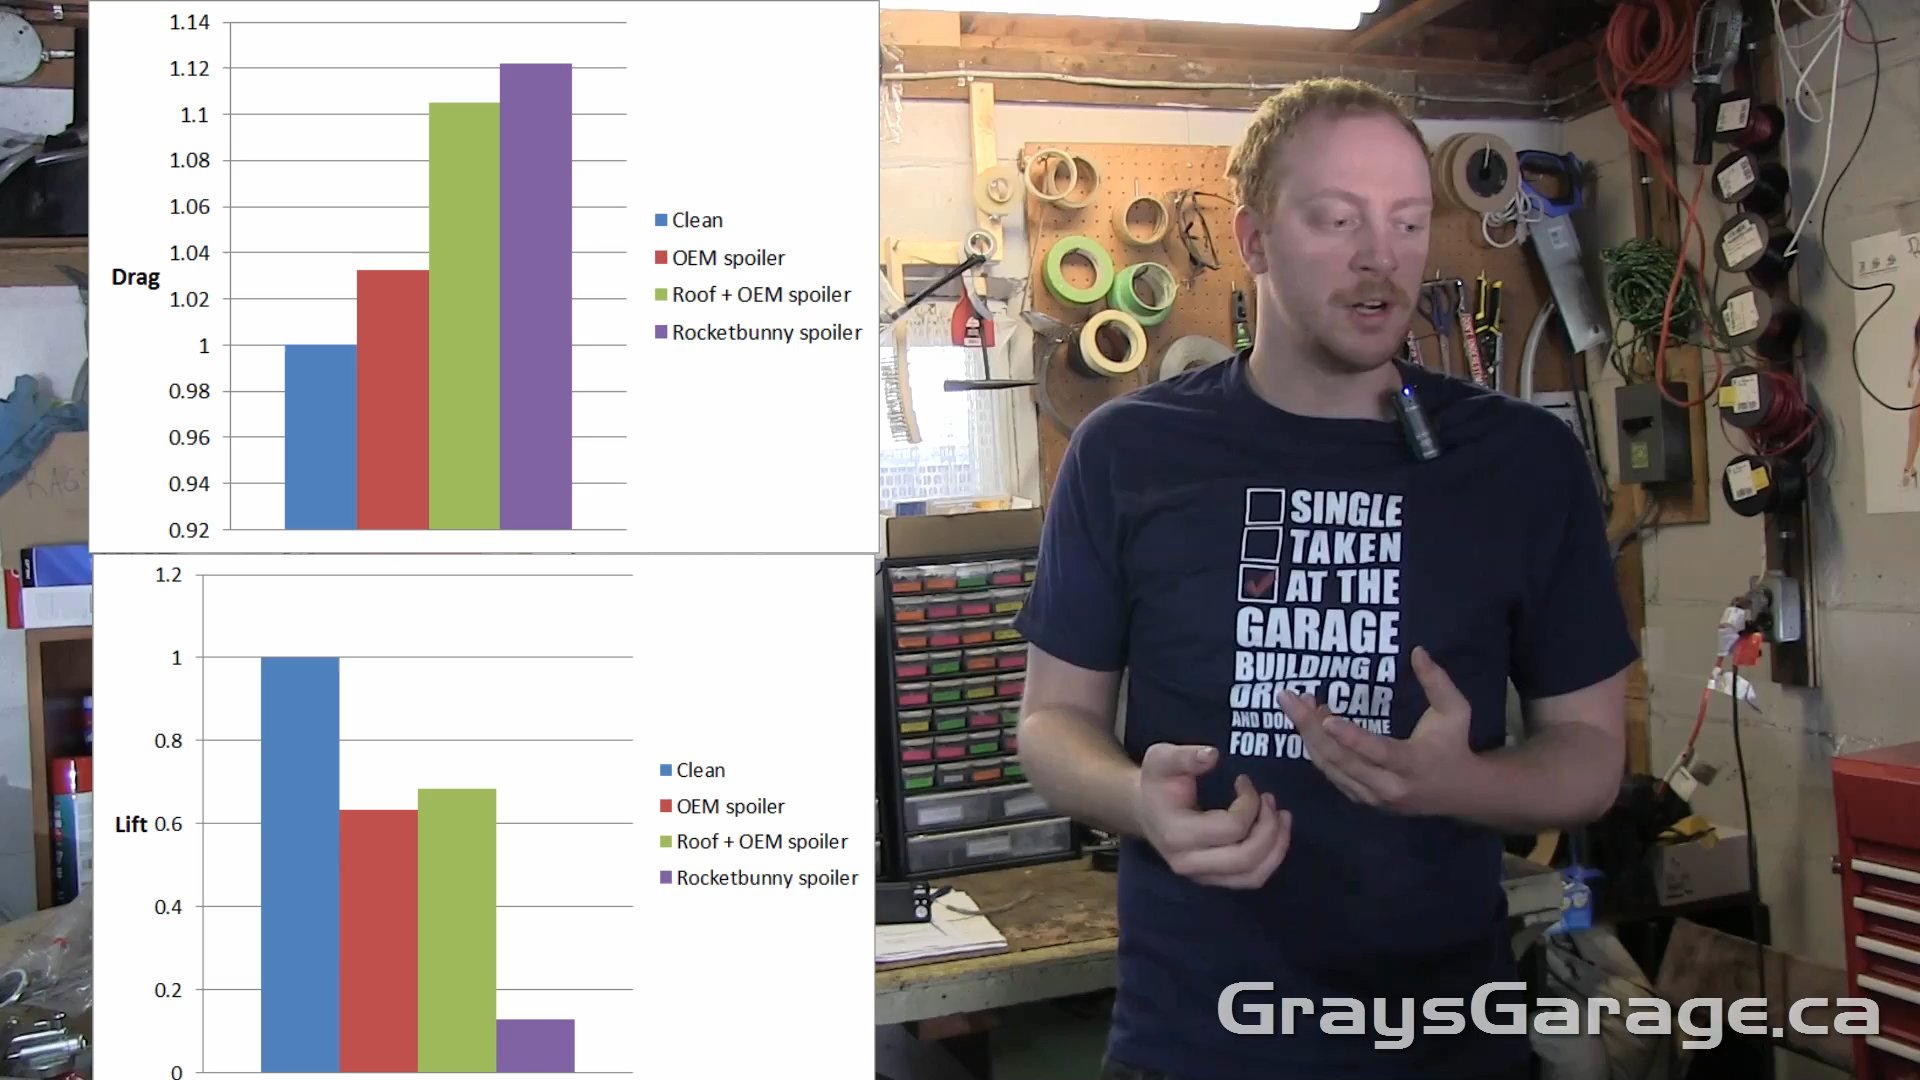 1.14
1.12
1.1
1.08
1.06
1.04
1.02
1
0.98
0.96
0.94
0.92
Drag
Clean
OEM spoiler
Roof + OEM spoiler
Rocketbunny spoiler
1.2
1
0.8
0.6
0.4
0.2
0
Lift
Clean
OEM spoiler
Roof + OEM spoiler
Rocketbunny spoiler
SINGLE
TAKEN
AT THE
GARAGE
BUILDING A
DRIFT CAR
AND TIME
FOR
GraysGarage.ca